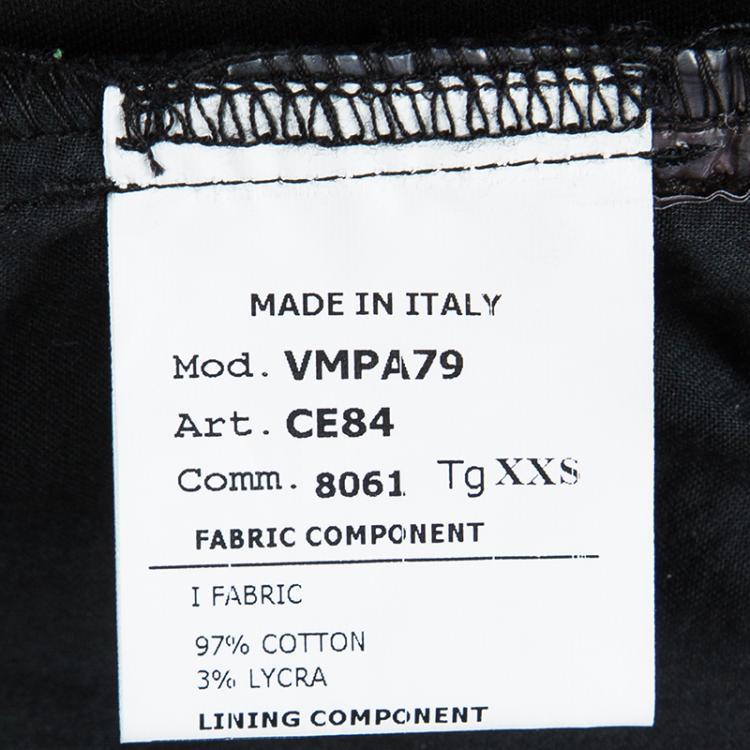 MADE IN ITALY
Mod. VMPA79
Art. CE84
Comm. 8061 Tg XXS
FABRIC COMPONENT
I FABRIC
97% COTTON
3% LYCRA
LINING COMPONENT